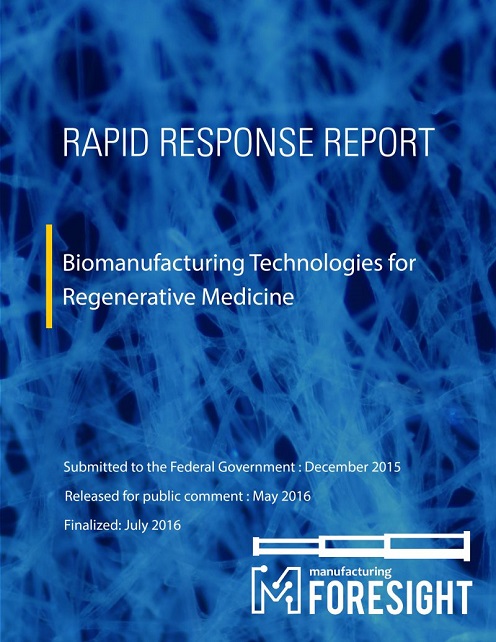 RAPID RESPONSE REPORT
Biomanufacturing Technologies for
Regenerative Medicine
Submitted to the Federal Government : December 2015
Released for public comment : May 2016
Finalized: July 2016
manufacturing
M FORESIGHT